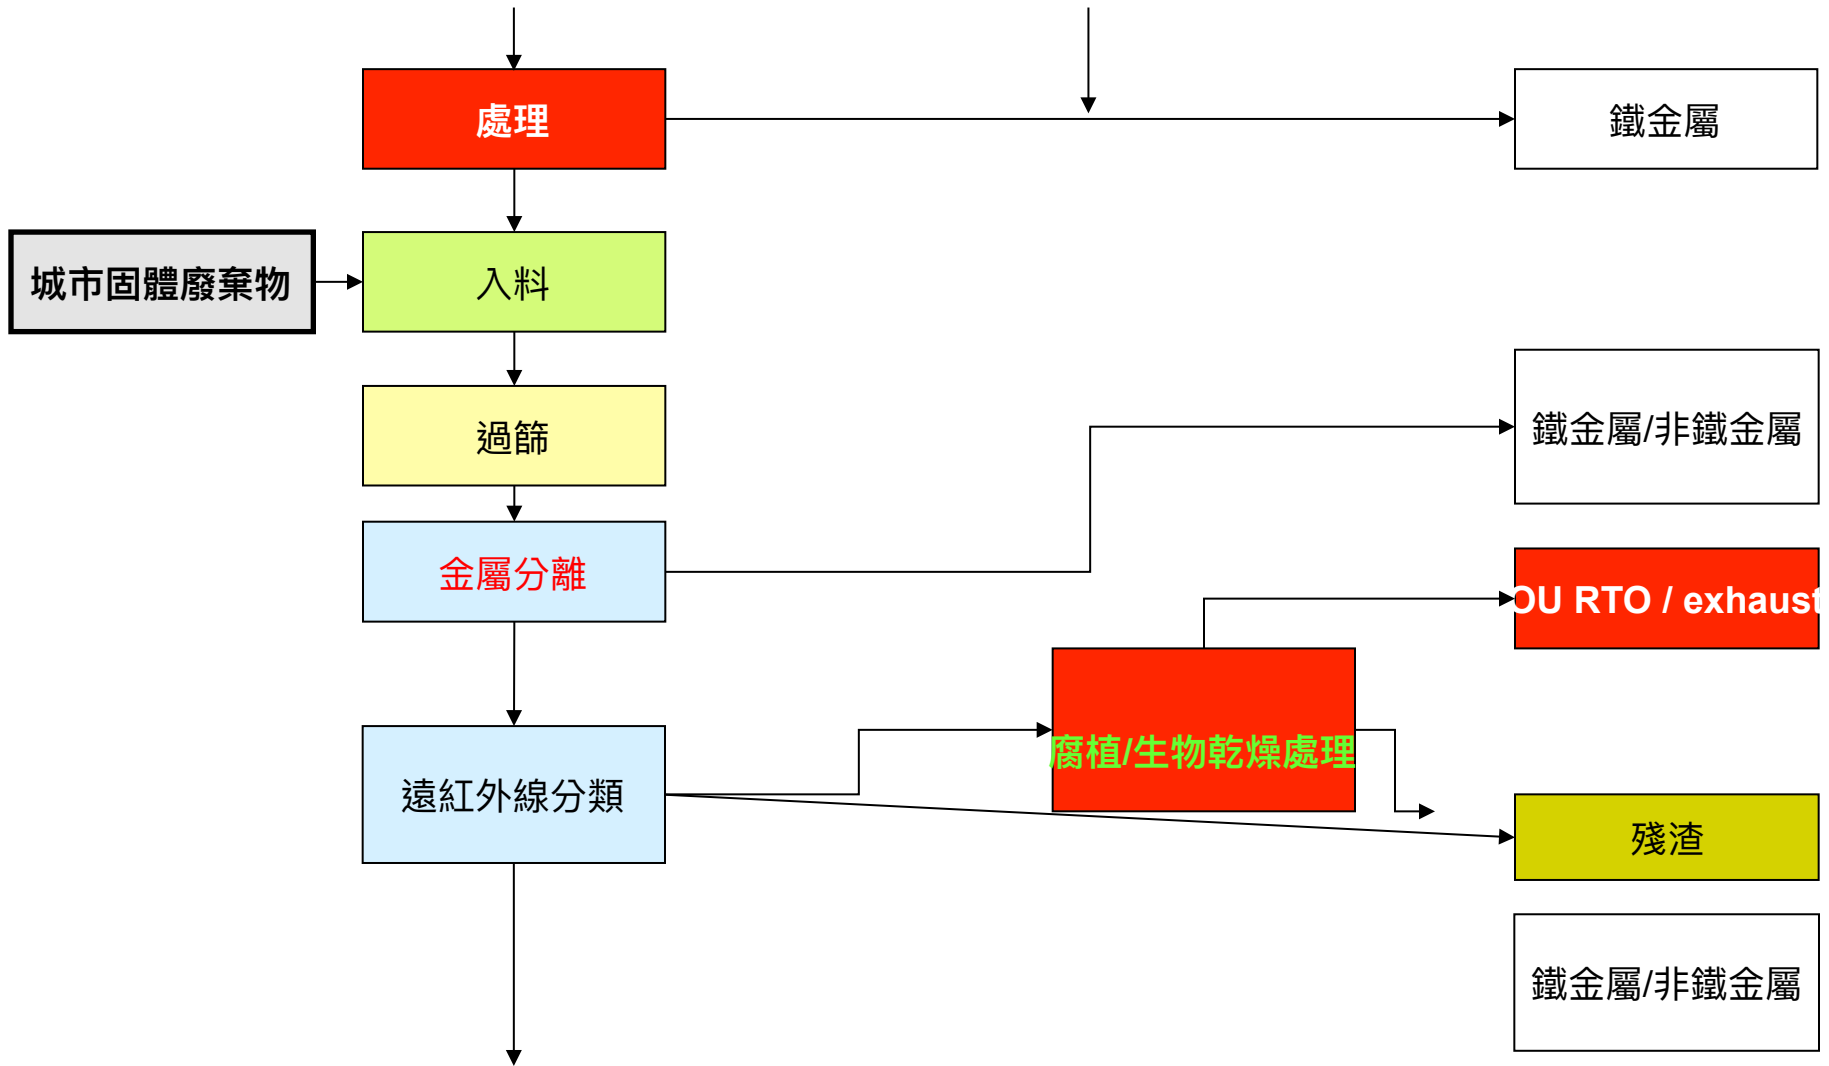 處理
鐵金屬
城市固體廢棄物
入料
過篩
鐵金屬/非鐵金屬
金屬分離
OU RTO / exhaust
腐植/生物乾燥處理
遠紅外線分類
殘渣
鐵金屬/非鐵金屬